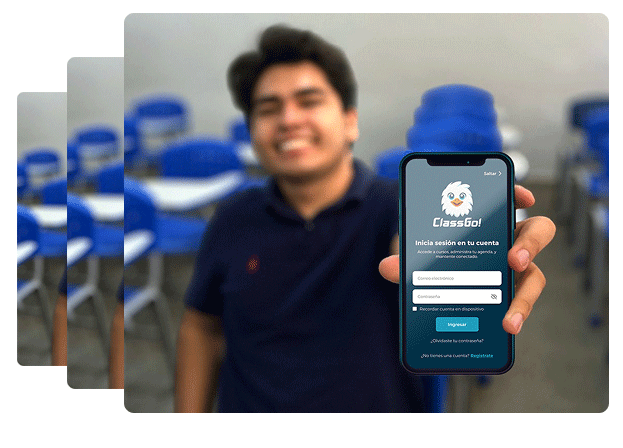 Saltar
ClassGo!
Inicia sesión en tu cuenta
Accede a cursos, administra tu agenda, y
mantente conectado.
Correo electrónico
Contraseña
Recordar cuenta en dispositivo
Ingresar
¿Olvidaste tu contraseña?
¿No tienes una cuenta? Regístrate